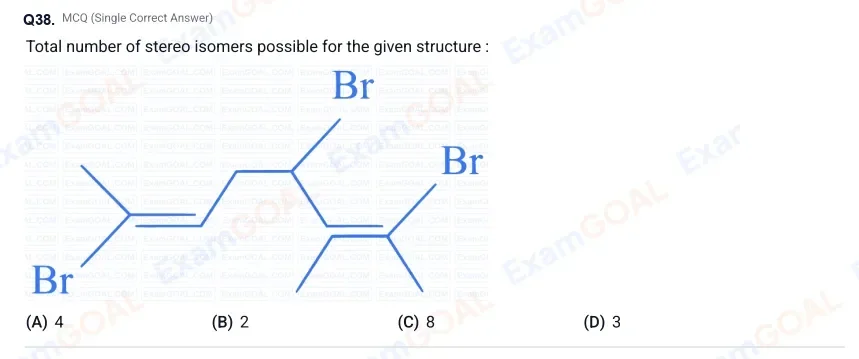 Q38. MCQ (Single Correct Answer)
Total number of stereo isomers possible for the given structure :
Br
Br
Br
(A) 4 (B) 2 (C) 8 (D) 3
ExamGOAL